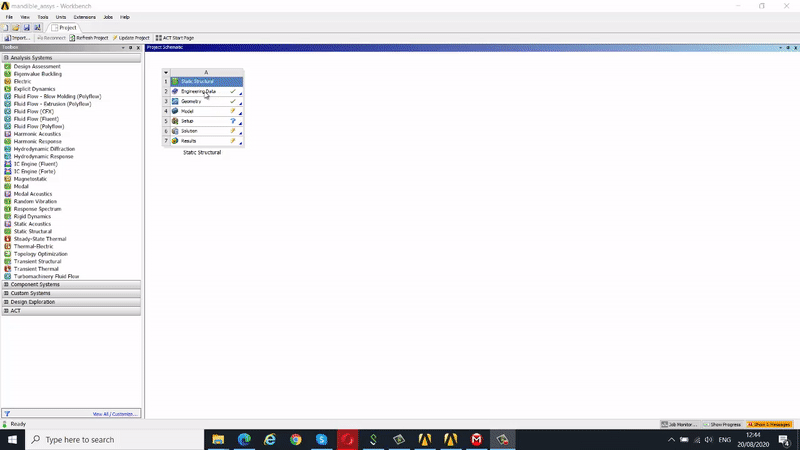 mandible_ansys - Workbench
File View Tools Units Extensions Jobs Help
Project
Import... Reconnect Refresh Project Update Project ACT Start Page
Toolbox
Project Schematic
Analysis Systems
Design Assessment
Eigenvalue Buckling
Electric
Explicit Dynamics
Fluid Flow - Blow Molding (Polyflow)
Fluid Flow - Extrusion (Polyflow)
Fluid Flow (CFX)
Fluid Flow (Fluent)
Fluid Flow (Polyflow)
Harmonic Acoustics
Harmonic Response
Hydrodynamic Diffraction
Hydrodynamic Response
IC Engine (Fluent)
IC Engine (Forte)
Magnetostatic
Modal
Modal Acoustics
Random Vibration
Response Spectrum
Rigid Dynamics
Static Acoustics
Static Structural
Steady-State Thermal
Thermal-Electric
Topology Optimization
Transient Structural
Transient Thermal
Turbomachinery Fluid Flow
Component Systems
Custom Systems
Design Exploration
ACT
View All / Customize...
A
1 Static Structural
2 Engineering Data
3 Geometry
4 Model
5 Setup
6 Solution
7 Results
Static Structural
Ready
Job Monitor... Show Progress Show 0 Messages
Type here to search
ENG
12:44
20/08/2020
4